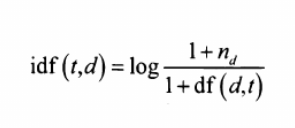 idf (t,d) = log (1 + n_d) / (1 + df (d,t))